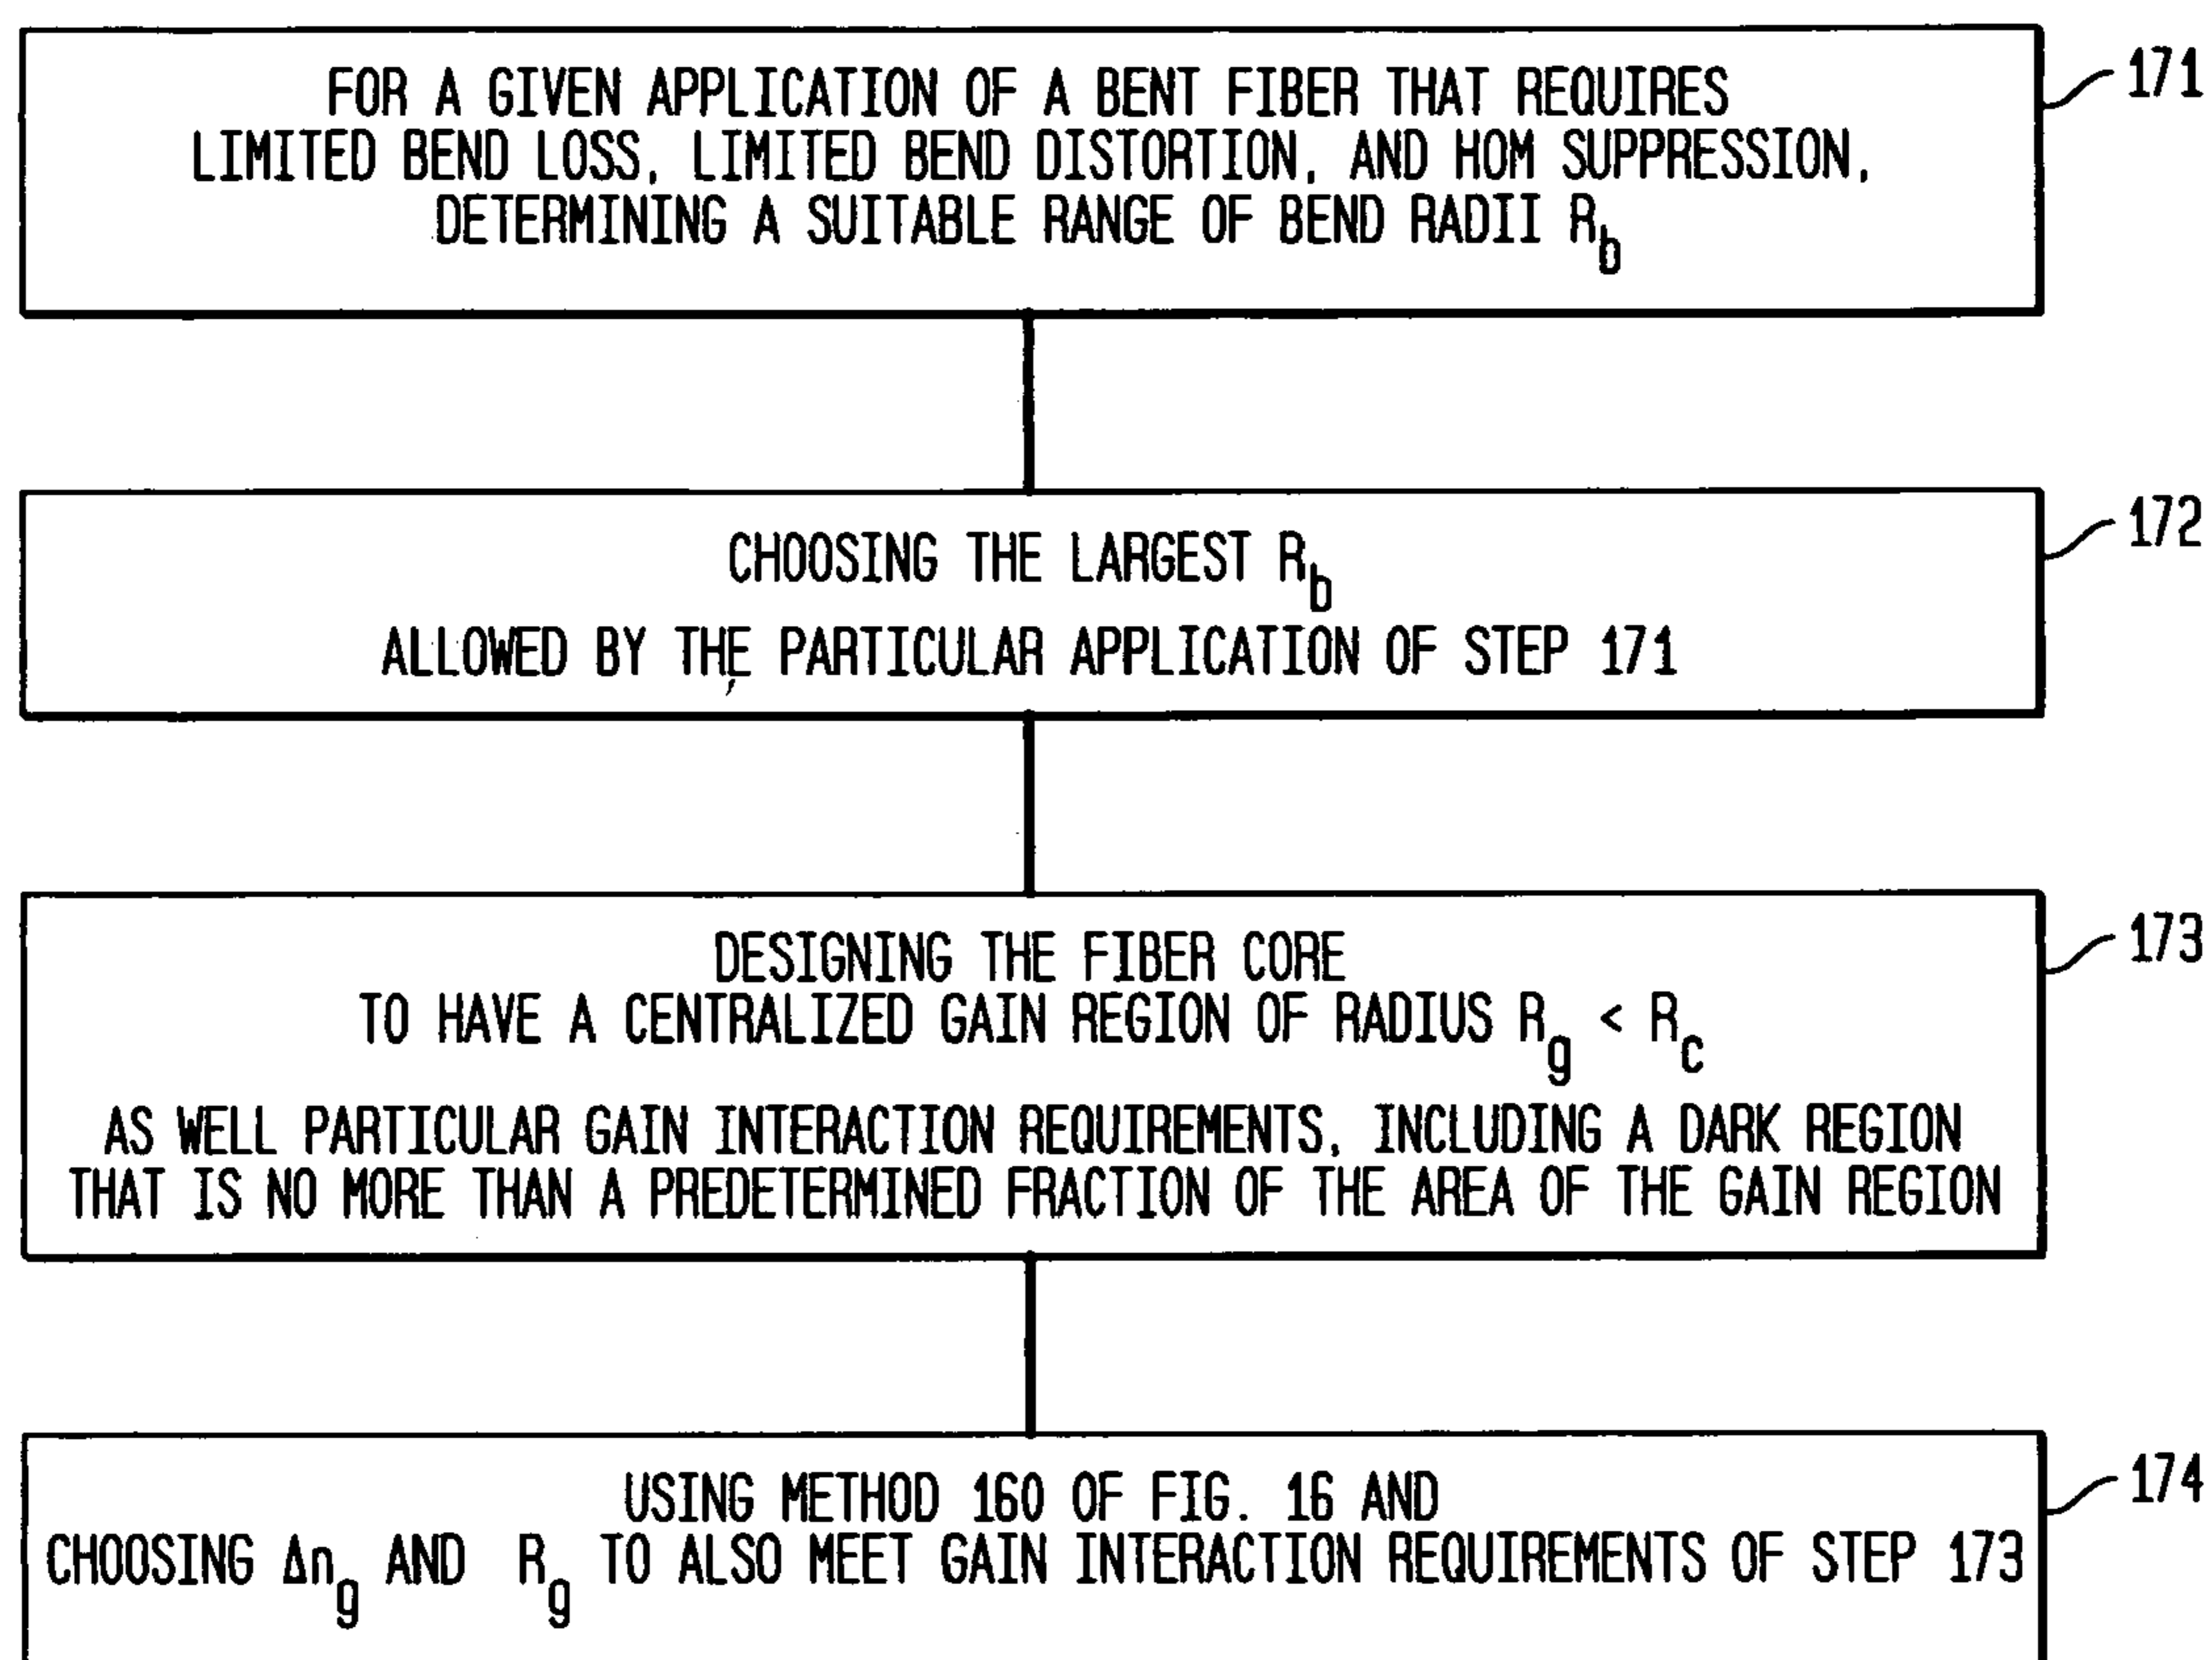 FOR A GIVEN APPLICATION OF A BENT FIBER THAT REQUIRES
LIMITED BEND LOSS, LIMITED BEND DISTORTION, AND HOM SUPPRESSION,
DETERMINING A SUITABLE RANGE OF BEND RADII Rb
171
CHOOSING THE LARGEST Rb
ALLOWED BY THE PARTICULAR APPLICATION OF STEP 171
172
DESIGNING THE FIBER CORE
TO HAVE A CENTRALIZED GAIN REGION OF RADIUS Rg < Rc
AS WELL PARTICULAR GAIN INTERACTION REQUIREMENTS, INCLUDING A DARK REGION
THAT IS NO MORE THAN A PREDETERMINED FRACTION OF THE AREA OF THE GAIN REGION
173
USING METHOD 160 OF FIG. 16 AND
CHOOSING Δng AND Rg TO ALSO MEET GAIN INTERACTION REQUIREMENTS OF STEP 173
174